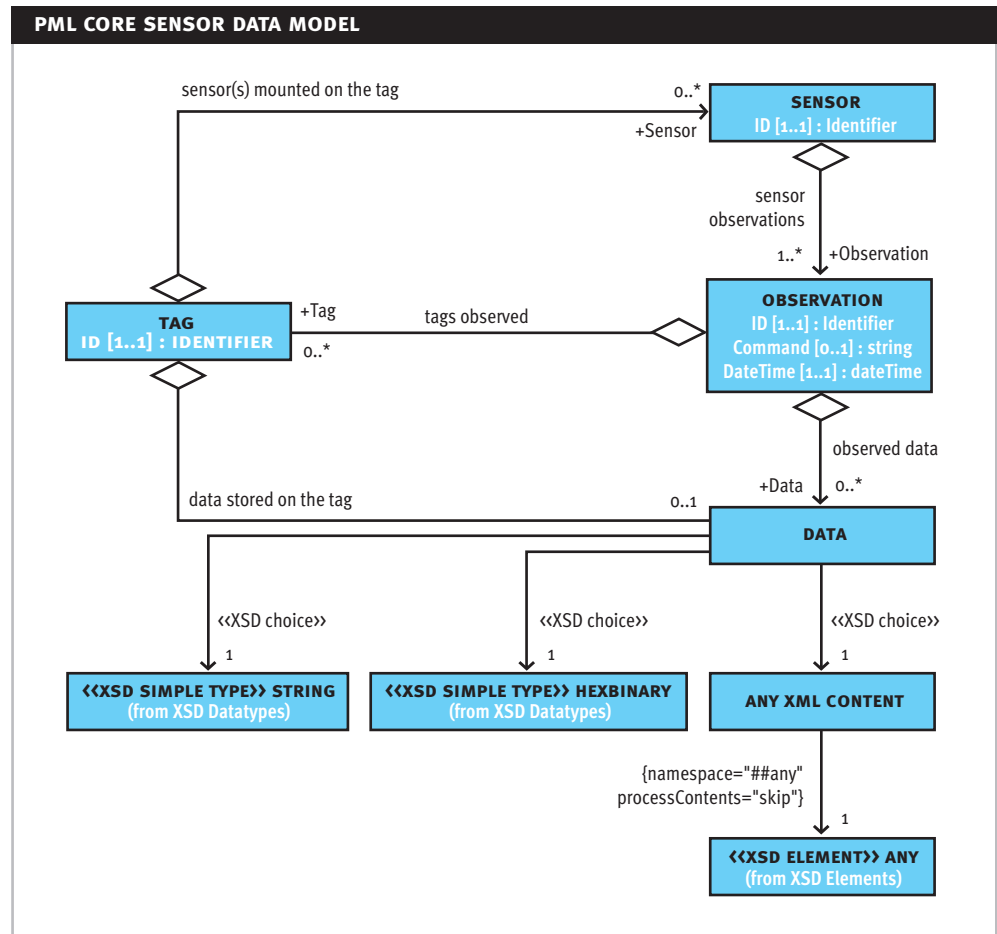 PML CORE SENSOR DATA MODEL
sensor(s) mounted on the tag
0..*
+Sensor
SENSOR
ID [1..1] : Identifier
sensor
observations
1..*
+Observation
TAG
ID [1..1] : IDENTIFIER
+Tag
0..*
tags observed
OBSERVATION
ID [1..1] : Identifier
Command [0..1] : string
DateTime [1..1] : dateTime
observed data
+Data
0..*
data stored on the tag
0..1
DATA
<<XSD choice>>
1
<<XSD choice>>
1
<<XSD choice>>
1
<<XSD SIMPLE TYPE>> STRING
(from XSD Datatypes)
<<XSD SIMPLE TYPE>> HEXBINARY
(from XSD Datatypes)
ANY XML CONTENT
{namespace="##any"
processContents="skip"}
1
<<XSD ELEMENT>> ANY
(from XSD Elements)